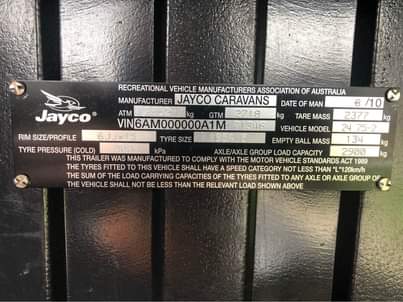 RECREATIONAL VEHICLE MANUFACTURERS ASSOCIATION OF AUSTRALIA
Jayco
MANUFACTURER JAYCO CARAVANS DATE OF MAN 6/10
ATM kg GTM kg TARE MASS 2377 kg
VIN 6AM000000A1M VEHICLE MODEL
RIM SIZE/PROFILE TYRE SIZE EMPTY BALL MASS 134 kg
TYRE PRESSURE (COLD) kPa AXLE/AXLE GROUP LOAD CAPACITY 2900 kg
THIS TRAILER WAS MANUFACTURED TO COMPLY WITH THE MOTOR VEHICLE STANDARDS ACT 1989
THE TYRES FITTED TO THIS VEHICLE SHALL HAVE A SPEED CATEGORY NOT LESS THAN "L"120km/h
THE SUM OF THE LOAD CARRYING CAPACITIES OF THE TYRES FITTED TO ANY AXLE OR AXLE GROUP OF
THE VEHICLE SHALL NOT BE LESS THAN THE RELEVANT LOAD SHOWN ABOVE